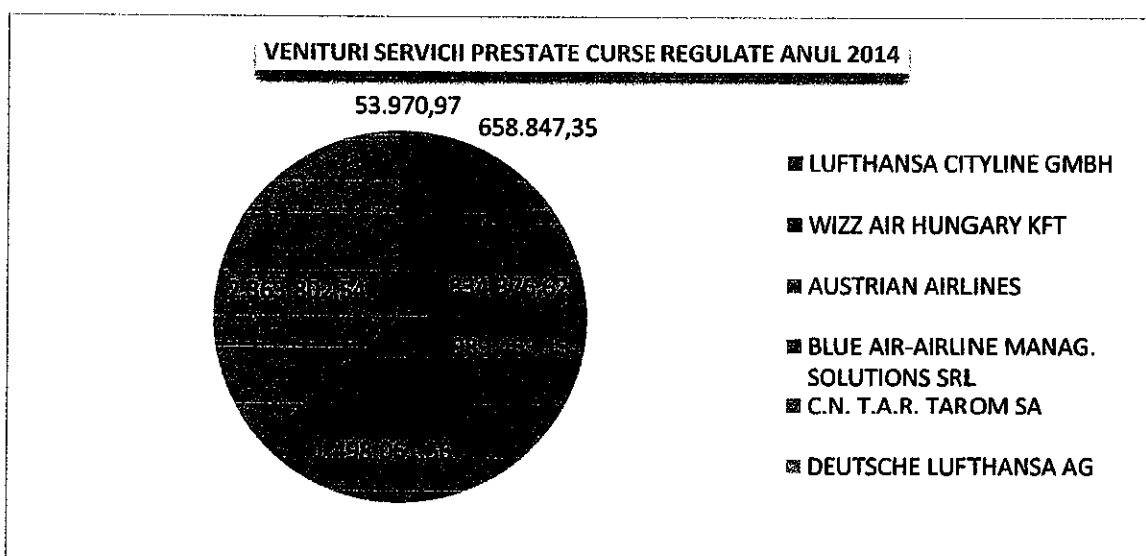 VENITURI SERVICII PRESTATE CURSE REGULATE ANUL 2014
53.970,97
658.847,35
LUFTHANSA CITYLINE GMBH
WIZZ AIR HUNGARY KFT
AUSTRIAN AIRLINES
BLUE AIR-AIRLINE MANAG.
SOLUTIONS SRL
C.N. T.A.R. TAROM SA
DEUTSCHE LUFTHANSA AG